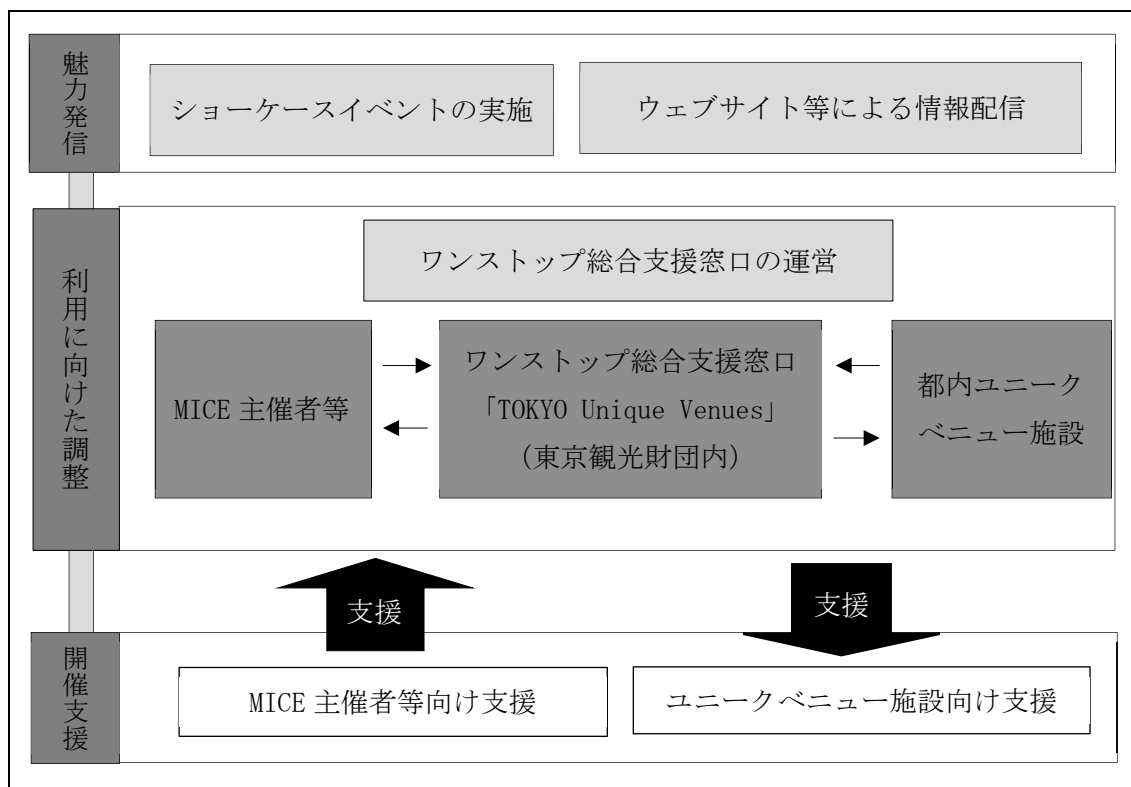 魅力発信
ショーケースイベントの実施
ウェブサイト等による情報配信
利用に向けた調整
ワンストップ総合支援窓口の運営
MICE 主催者等
ワンストップ総合支援窓口
「TOKYO Unique Venues」
(東京観光財団内)
都内ユニーク
ベニュー施設
支援
支援
開催支援
MICE 主催者等向け支援
ユニークベニュー施設向け支援